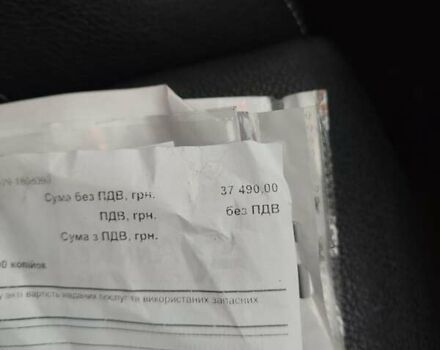 Сума без ПДВ, грн. 37 490,00
ПДВ, грн. без ПДВ
Сума з ПДВ, грн.
0 копійок
вартість наданих послуг та використаних запасних